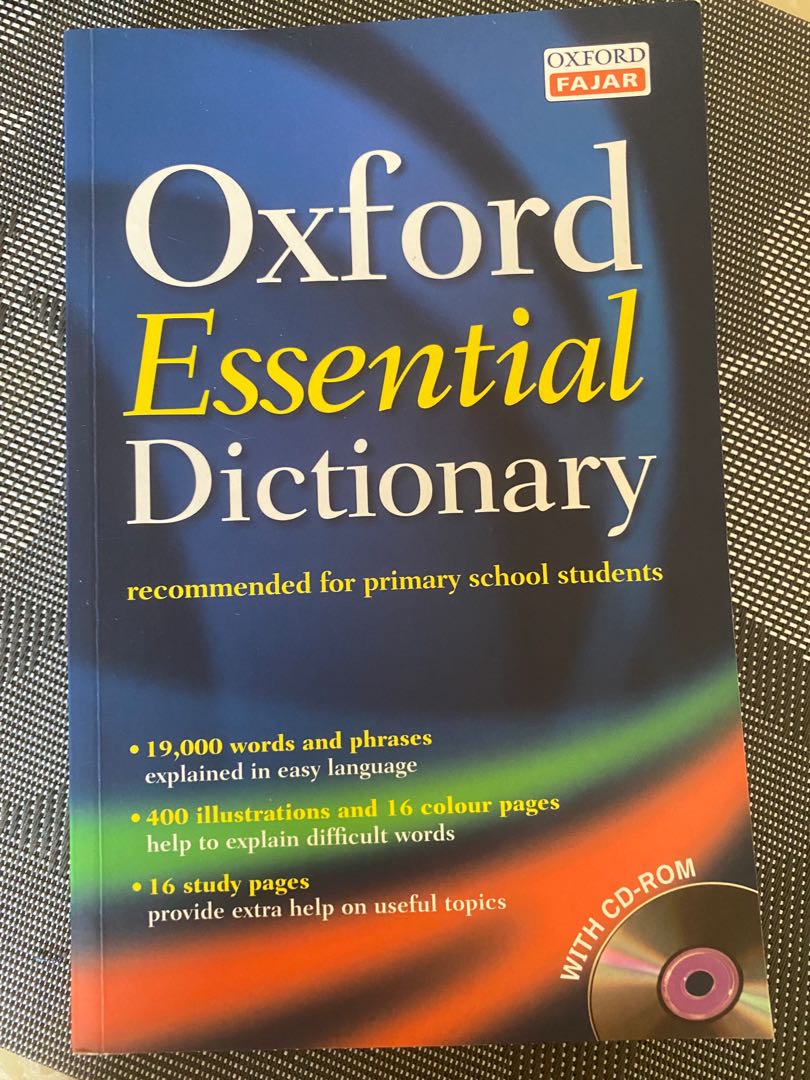 OXFORD
FAJAR
Oxford
Essential
Dictionary
recommended for primary school students
• 19,000 words and phrases
explained in easy language
• 400 illustrations and 16 colour pages
help to explain difficult words
• 16 study pages
provide extra help on useful topics
WITH CD-ROM